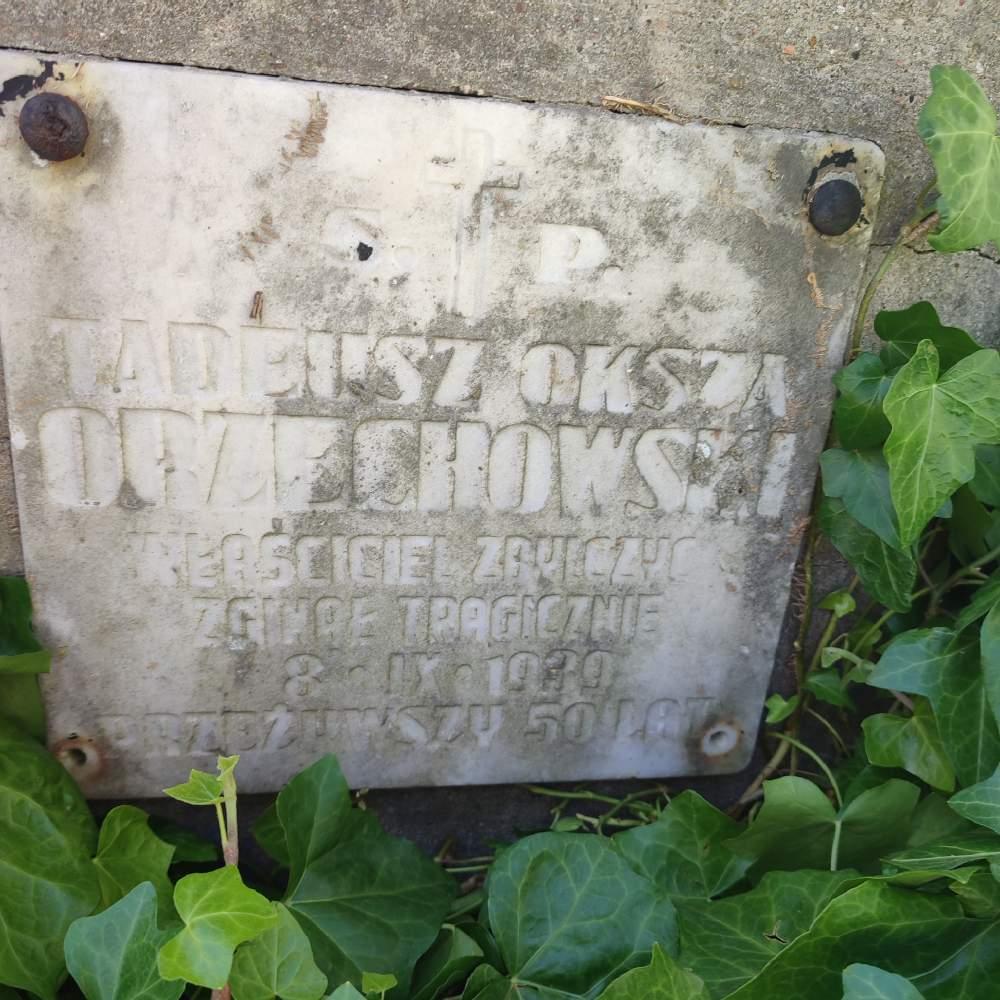 S. P.
TADEUSZ OKSZA
ORZECHOWSKI
WŁAŚCICIEL ZBYLCZYC
ZGINĄŁ TRAGICZNIE
8 · IX · 1939
PRZEŻYWSZY 50 LAT